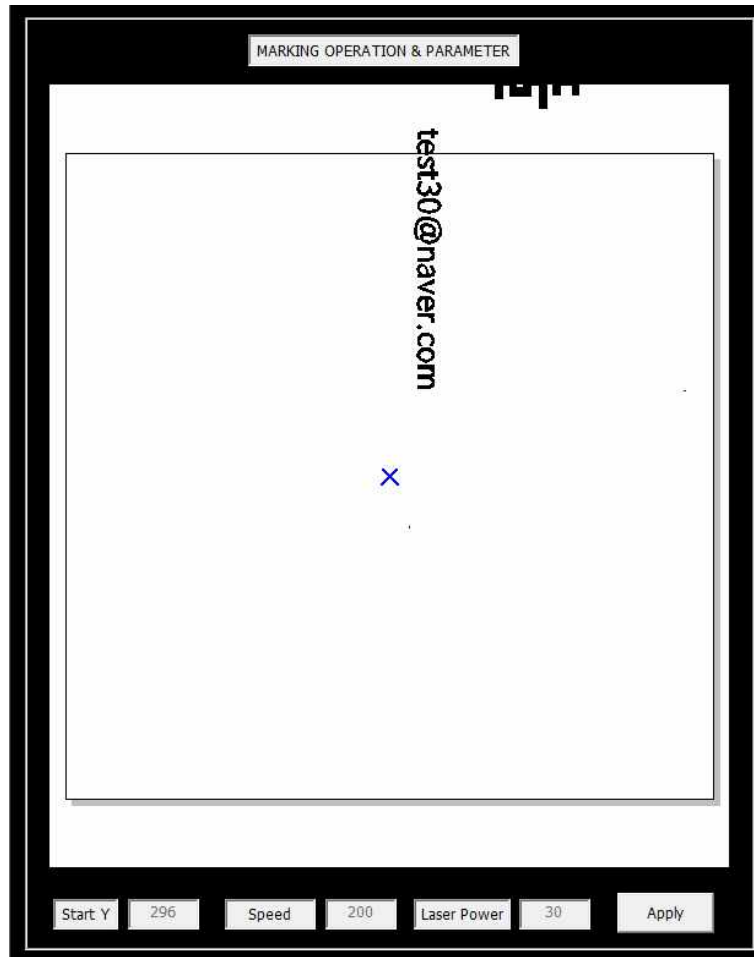 MARKING OPERATION & PARAMETER
test30@naver.com
Start Y 296 Speed 200 Laser Power 30 Apply